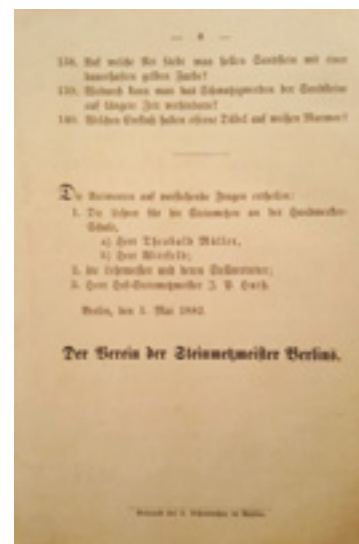 — 8 —
138. Auf welche Art färbt man hellen Sandstein mit einer
dauerhaften gelben Farbe?
139. Wodurch kann man das Schmutzigwerden der Sandsteine
auf längere Zeit verhindern?
140. Welchen Einfluß haben eiserne Dübel auf weißen Marmor?
Die Antworten auf vorstehende Fragen ertheilen:
1. Die Lehrer für die Steinmetzen an der Handwerker-
Schule,
a) Herr Theobald Müller,
b) Herr
2. die Lehrmeister und deren
3. Herr Hof-Steinmetzmeister J. P. Huth.
Berlin, den 1. Mai 1882.
Der Verein der Steinmetzmeister Berlins.
in Berlin.